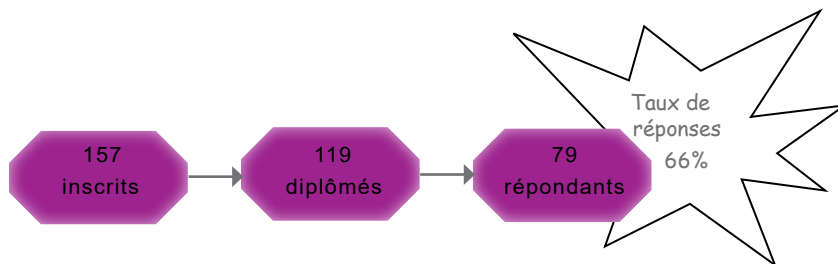 157
inscrits
119
diplômés
79
répondants
Taux de
réponses
66%